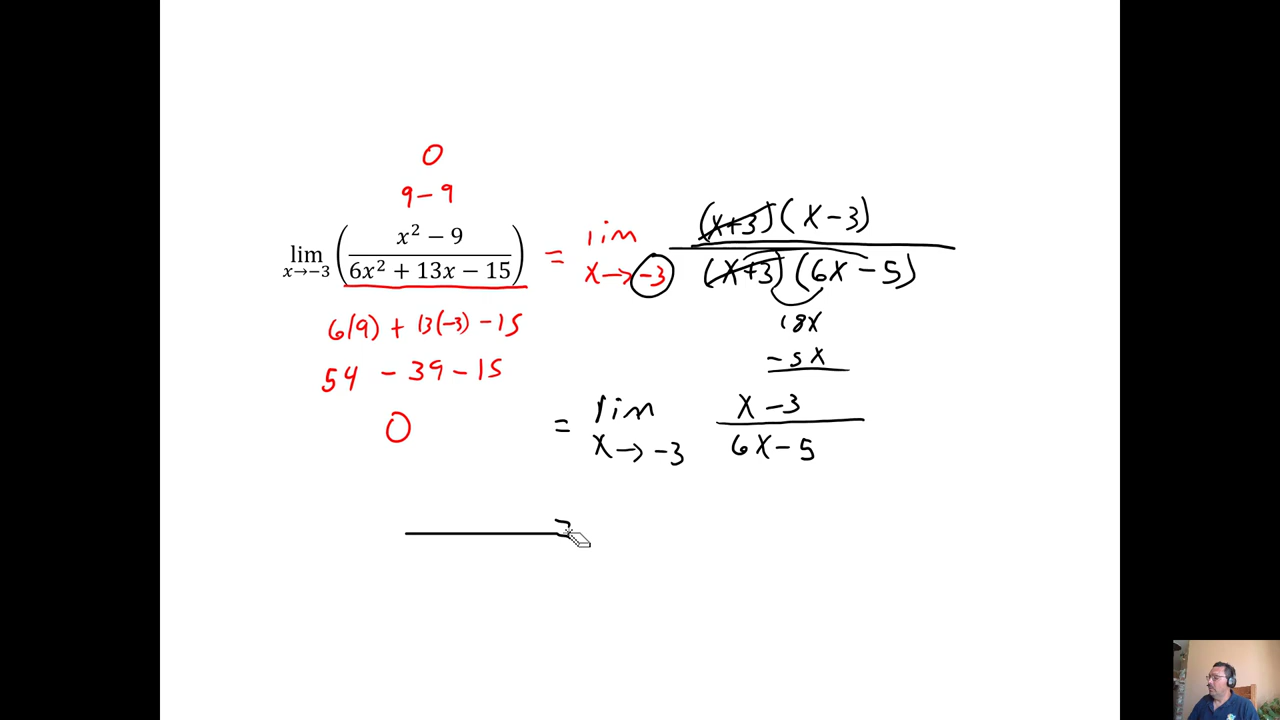 0
9 - 9
lim x→-3 ( x² - 9 / 6x² + 13x - 15 ) = lim x→-3 (x+3)(x-3) / (x+3)(6x-5)
6(9) + 13(-3) - 15
18x
54 - 39 - 15
-5x
0
= lim x→-3 x-3 / 6x-5